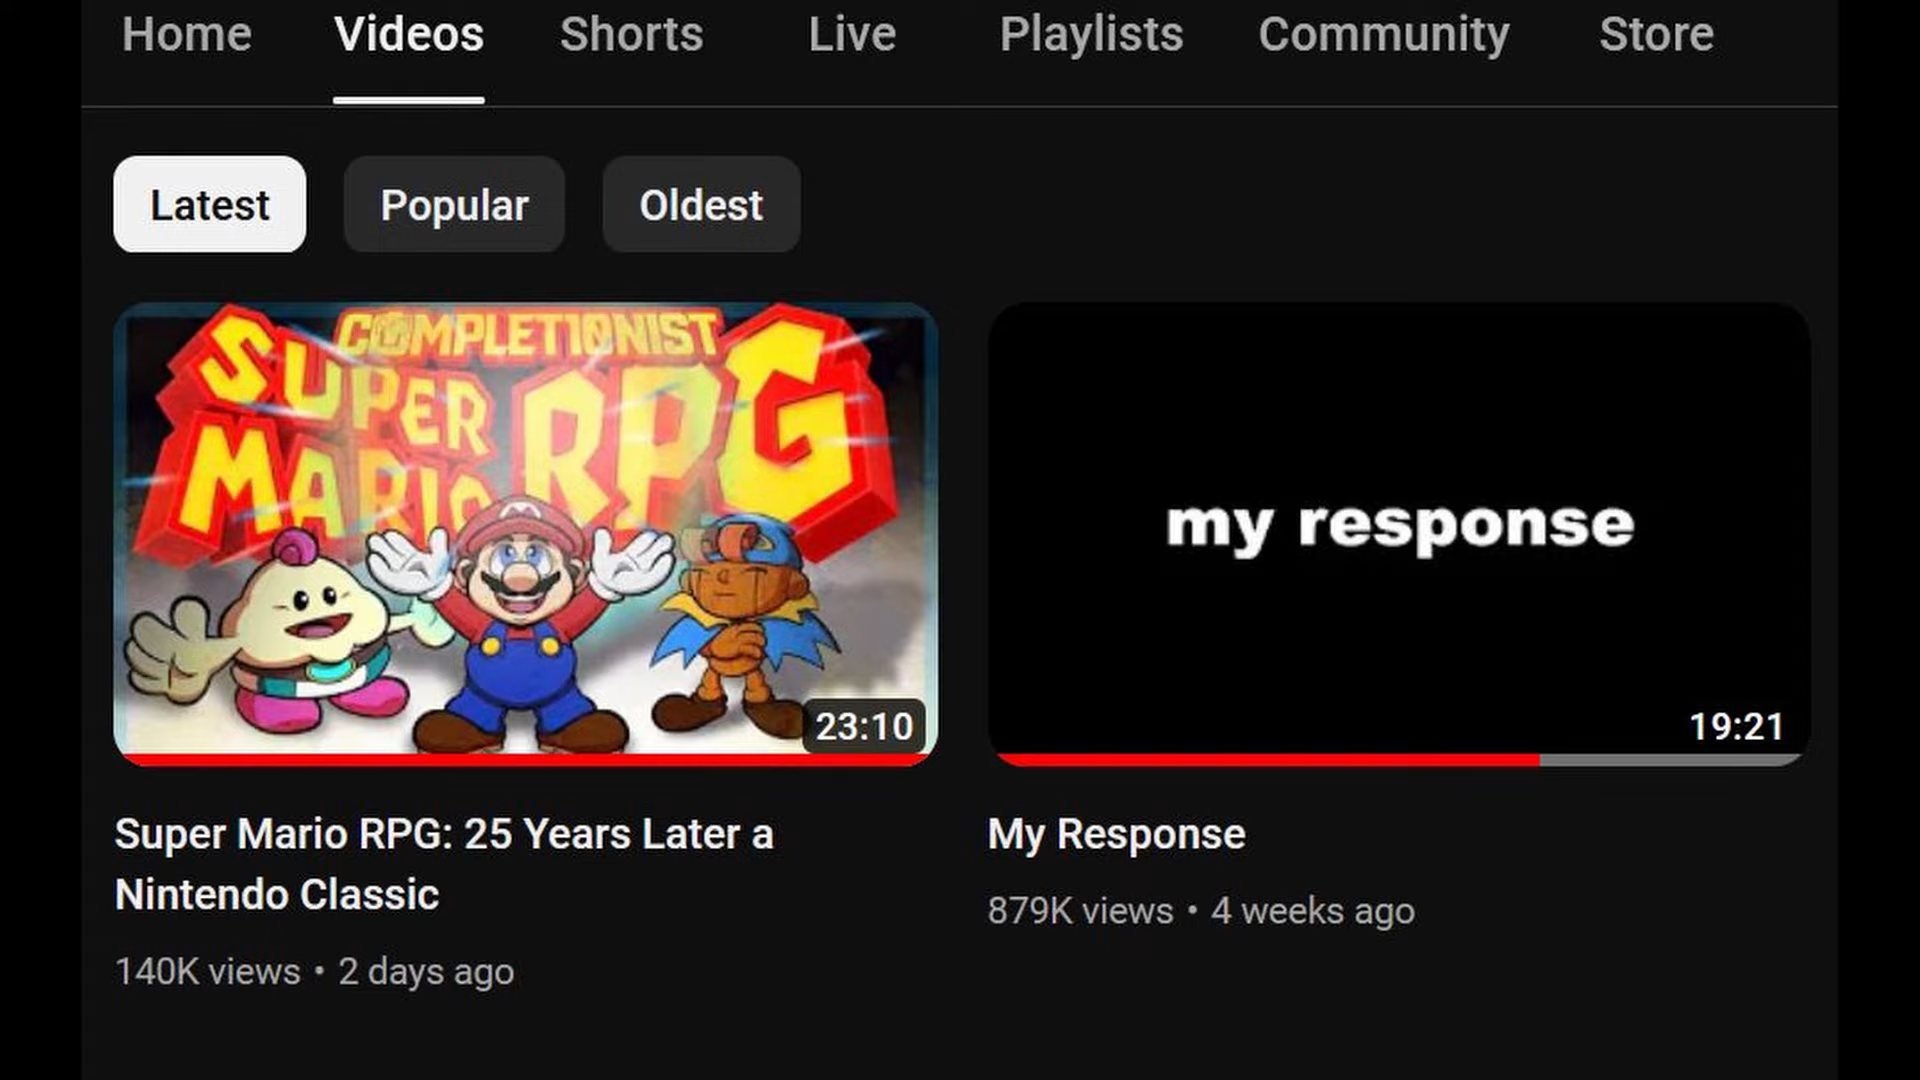 Home Videos Shorts Live Playlists Community Store
Latest Popular Oldest
COMPLETIONIST
SUPER
MARIO RPG
M
23:10
my response
19:21
Super Mario RPG: 25 Years Later a
Nintendo Classic
140K views • 2 days ago
My Response
879K views • 4 weeks ago